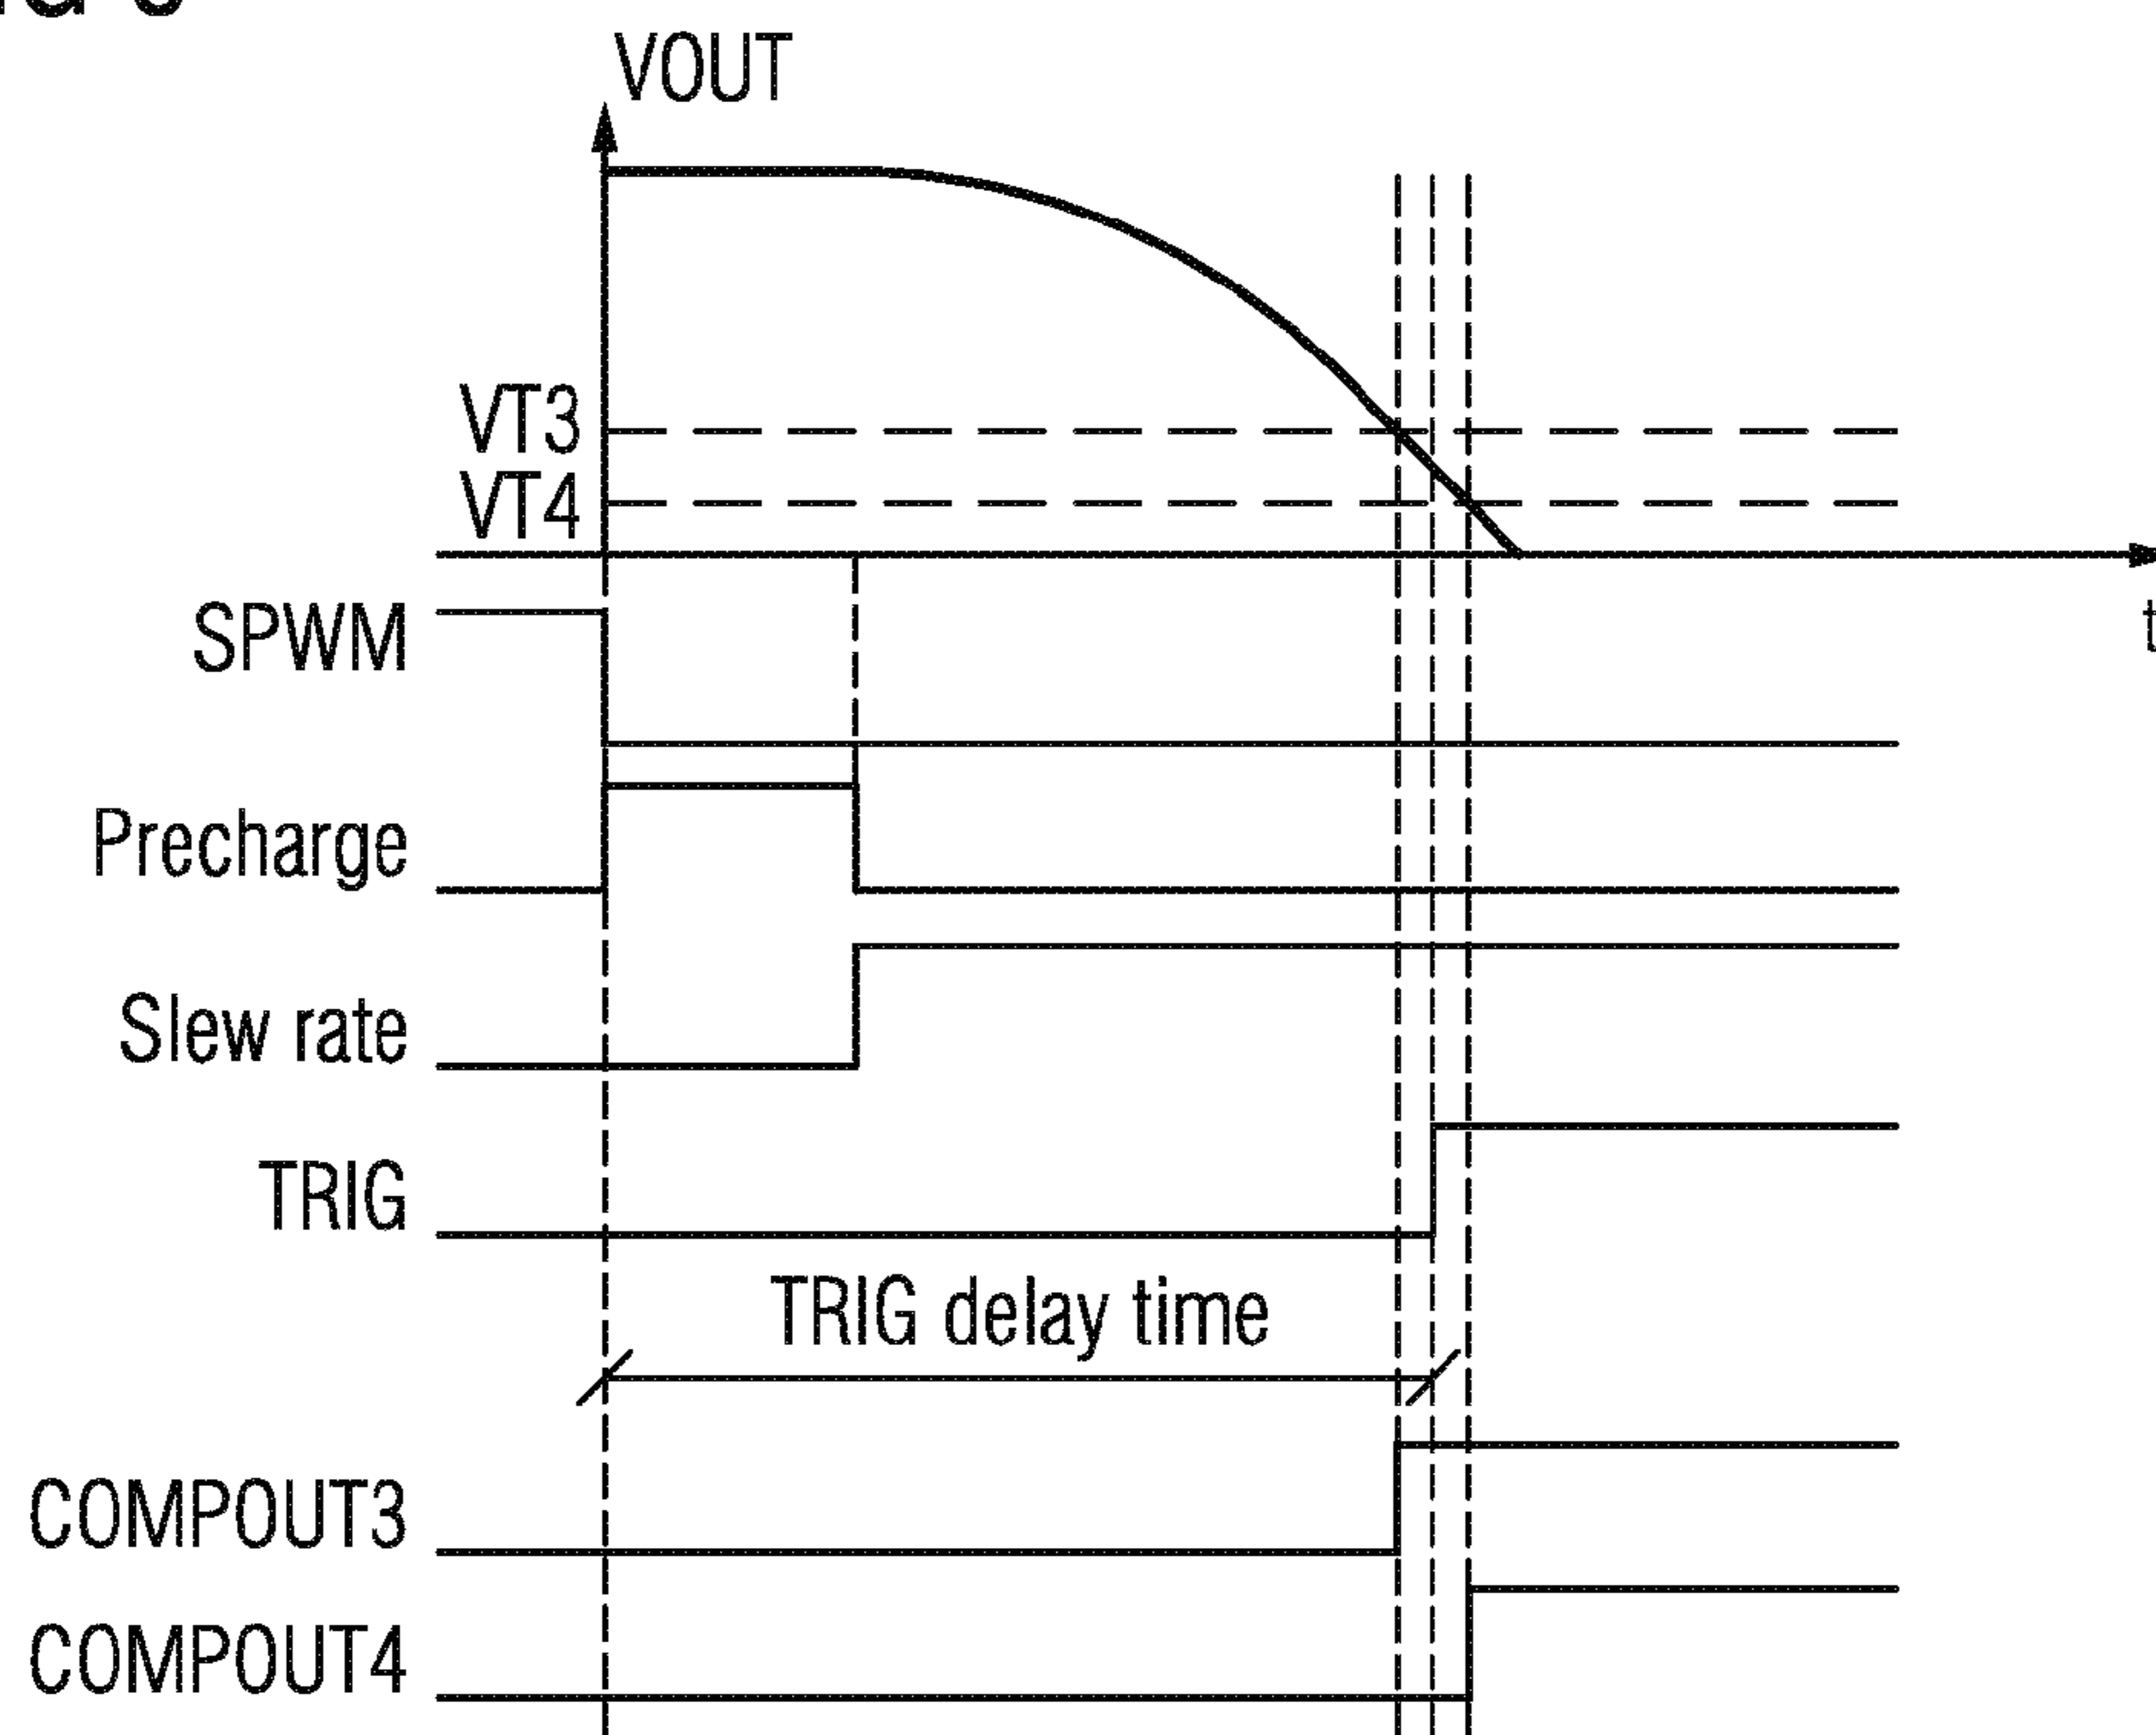 VOUT
VT3
VT4
t
SPWM
Precharge
Slew rate
TRIG
TRIG delay time
COMPOUT3
COMPOUT4